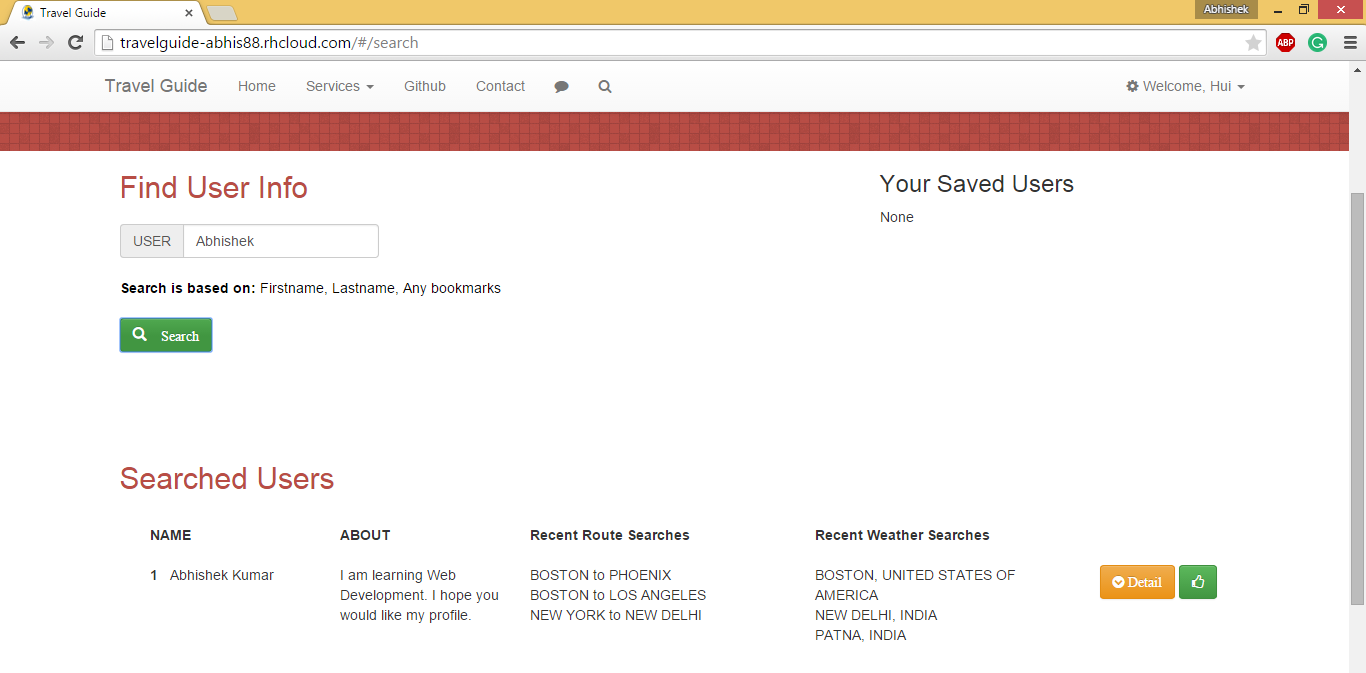 Travel Guide
Abhishek
travelguide-abhis88.rhcloud.com/#/search
ABP
G
Travel Guide Home Services Github Contact Welcome, Hui
Find User Info
USER Abhishek
Search is based on: Firstname, Lastname, Any bookmarks
Search
Your Saved Users
None
Searched Users
NAME ABOUT Recent Route Searches Recent Weather Searches
1 Abhishek Kumar
I am learning Web
Development. I hope you
would like my profile.
BOSTON to PHOENIX
BOSTON to LOS ANGELES
NEW YORK to NEW DELHI
BOSTON, UNITED STATES OF
AMERICA
NEW DELHI, INDIA
PATNA, INDIA
Detail